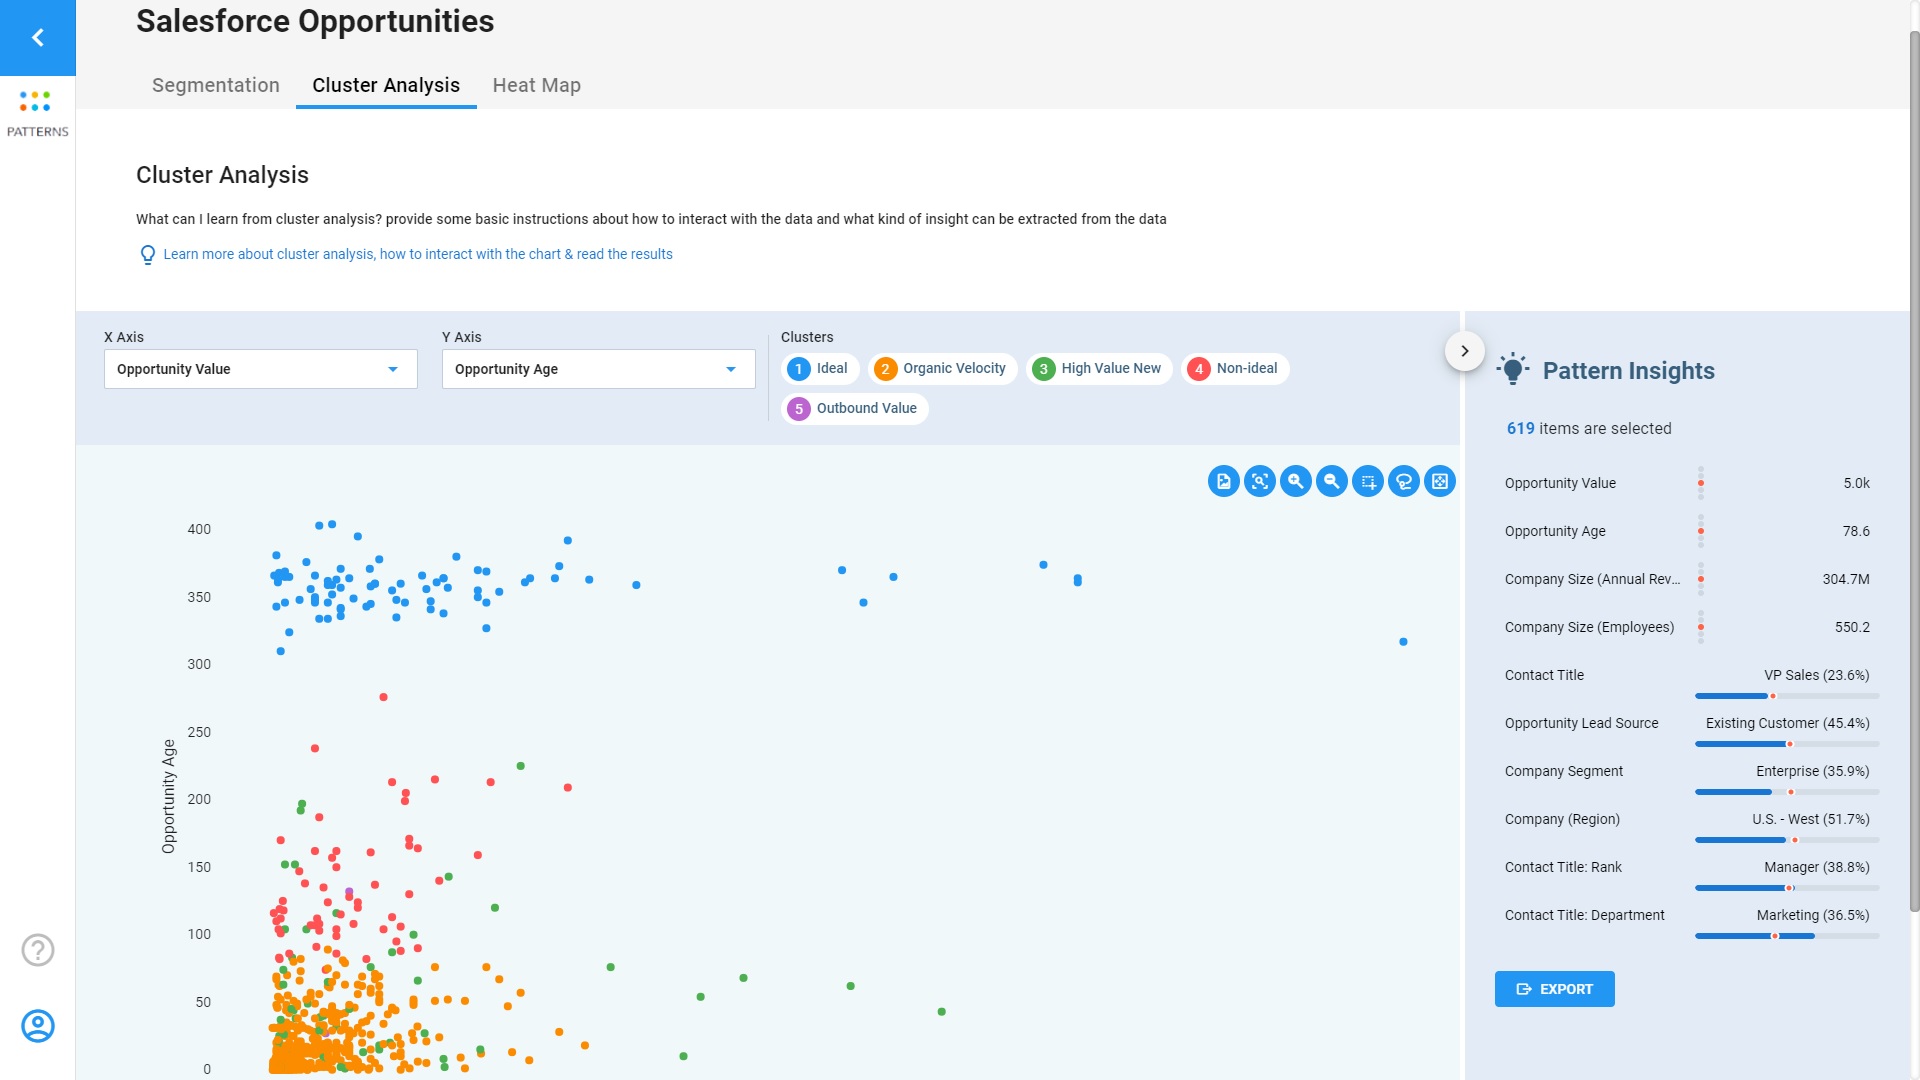 Salesforce Opportunities
Segmentation
Cluster Analysis
Heat Map
PATTERNS
Cluster Analysis
What can I learn from cluster analysis? provide some basic instructions about how to interact with the data and what kind of insight can be extracted from the data
Learn more about cluster analysis, how to interact with the chart & read the results
X Axis
Opportunity Value
Y Axis
Opportunity Age
Clusters
1 Ideal
2 Organic Velocity
3 High Value New
4 Non-ideal
5 Outbound Value
400
350
300
250
200
150
100
50
0
Opportunity Age
Pattern Insights
619 items are selected
Opportunity Value 5.0k
Opportunity Age 78.6
Company Size (Annual Rev... 304.7M
Company Size (Employees) 550.2
Contact Title VP Sales (23.6%)
Opportunity Lead Source Existing Customer (45.4%)
Company Segment Enterprise (35.9%)
Company (Region) U.S. - West (51.7%)
Contact Title: Rank Manager (38.8%)
Contact Title: Department Marketing (36.5%)
EXPORT